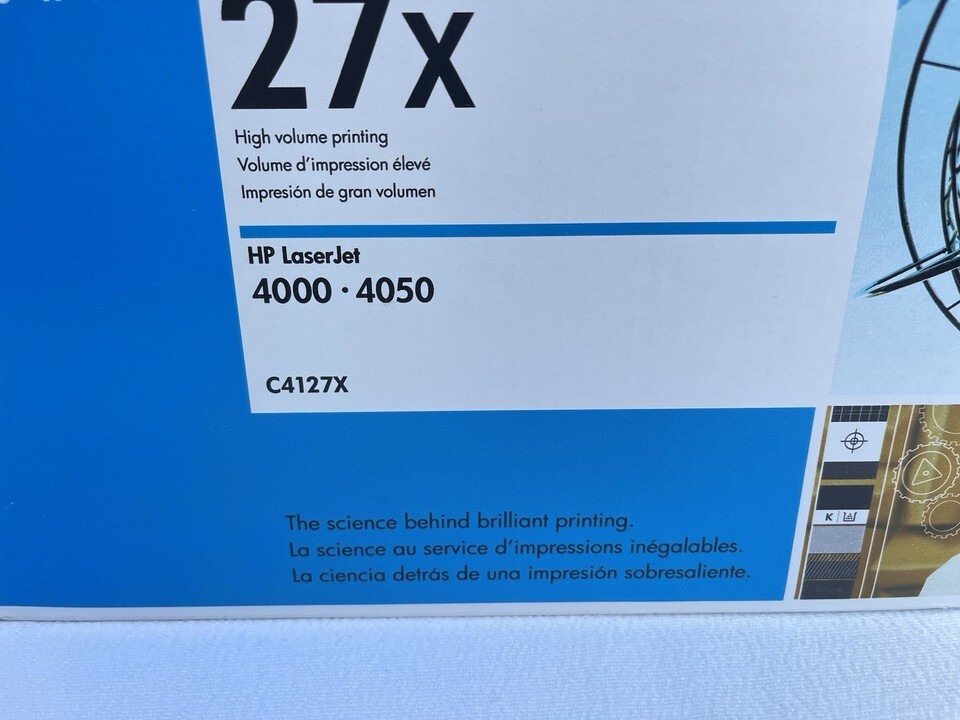 27x
High volume printing
Volume d'impression élevé
Impresión de gran volumen
HP LaserJet
4000 · 4050
C4127X
K
The science behind brilliant printing.
La science au service d'impressions inégalables.
La ciencia detrás de una impresión sobresaliente.